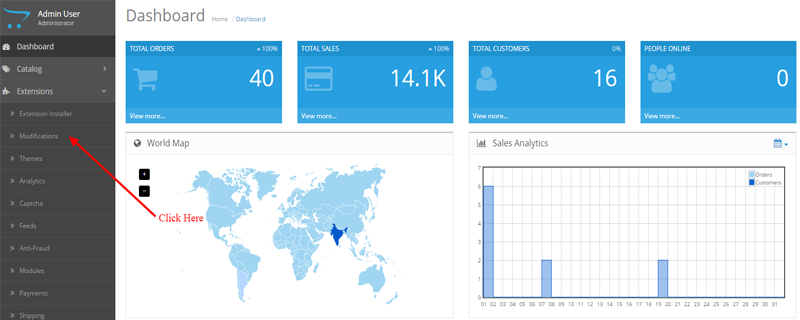 Admin User
Administrator
Dashboard
Catalog
Extensions
Extension Installer
Modifications
Themes
Analytics
Captcha
Feeds
Anti-Fraud
Modules
Payments
Shipping
Dashboard
Home / Dashboard
TOTAL ORDERS 100%
40
View more...
TOTAL SALES 100%
14.1K
View more...
TOTAL CUSTOMERS 0%
16
View more...
PEOPLE ONLINE
0
View more...
World Map
+
−
Click Here
Sales Analytics
Orders
Customers
7
6
5
4
3
2
1
0
01 02 03 04 05 06 07 08 09 10 11 12 13 14 15 16 17 18 19 20 21 22 23 24 25 26 27 28 29 30 31